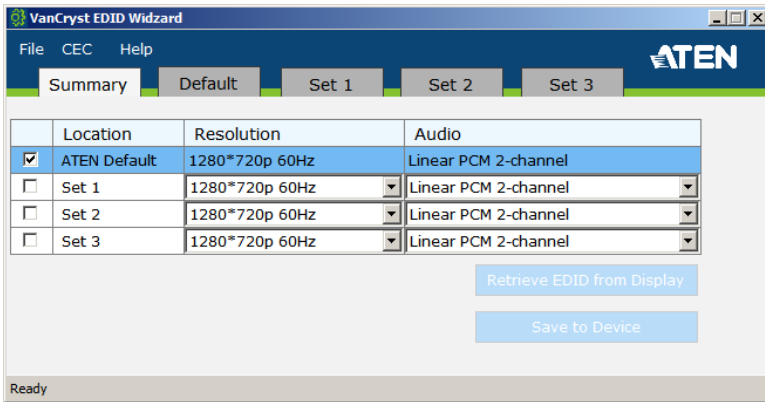 VanCryst EDID Widzard
File CEC Help
ATEN
Summary Default Set 1 Set 2 Set 3
Location Resolution Audio
ATEN Default 1280*720p 60Hz Linear PCM 2-channel
Set 1 1280*720p 60Hz Linear PCM 2-channel
Set 2 1280*720p 60Hz Linear PCM 2-channel
Set 3 1280*720p 60Hz Linear PCM 2-channel
Retrieve EDID from Display
Save to Device
Ready